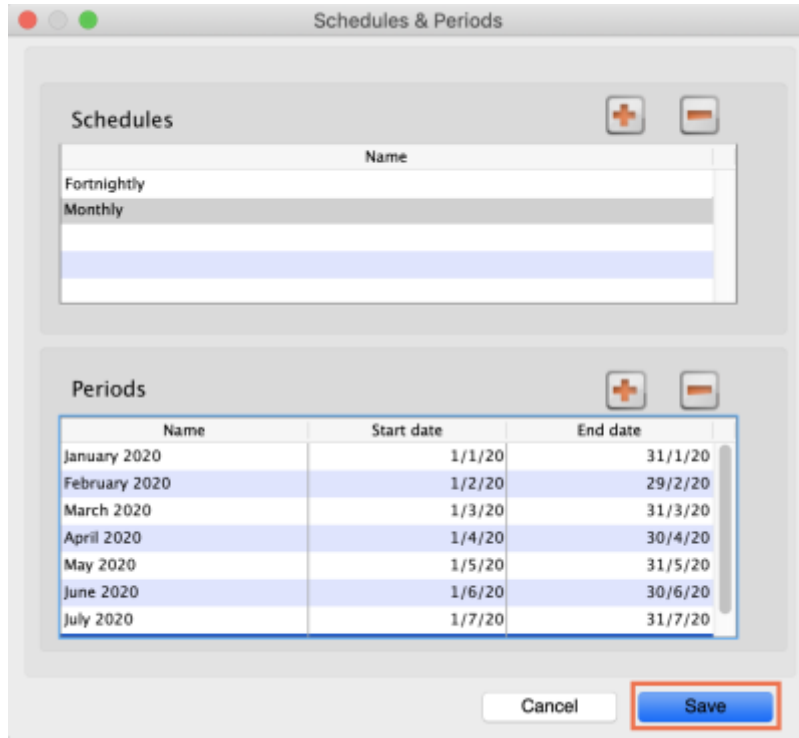 Schedules & Periods
Schedules
Name
Fortnightly
Monthly
Periods
Name Start date End date
January 2020 1/1/20 31/1/20
February 2020 1/2/20 29/2/20
March 2020 1/3/20 31/3/20
April 2020 1/4/20 30/4/20
May 2020 1/5/20 31/5/20
June 2020 1/6/20 30/6/20
July 2020 1/7/20 31/7/20
Cancel Save